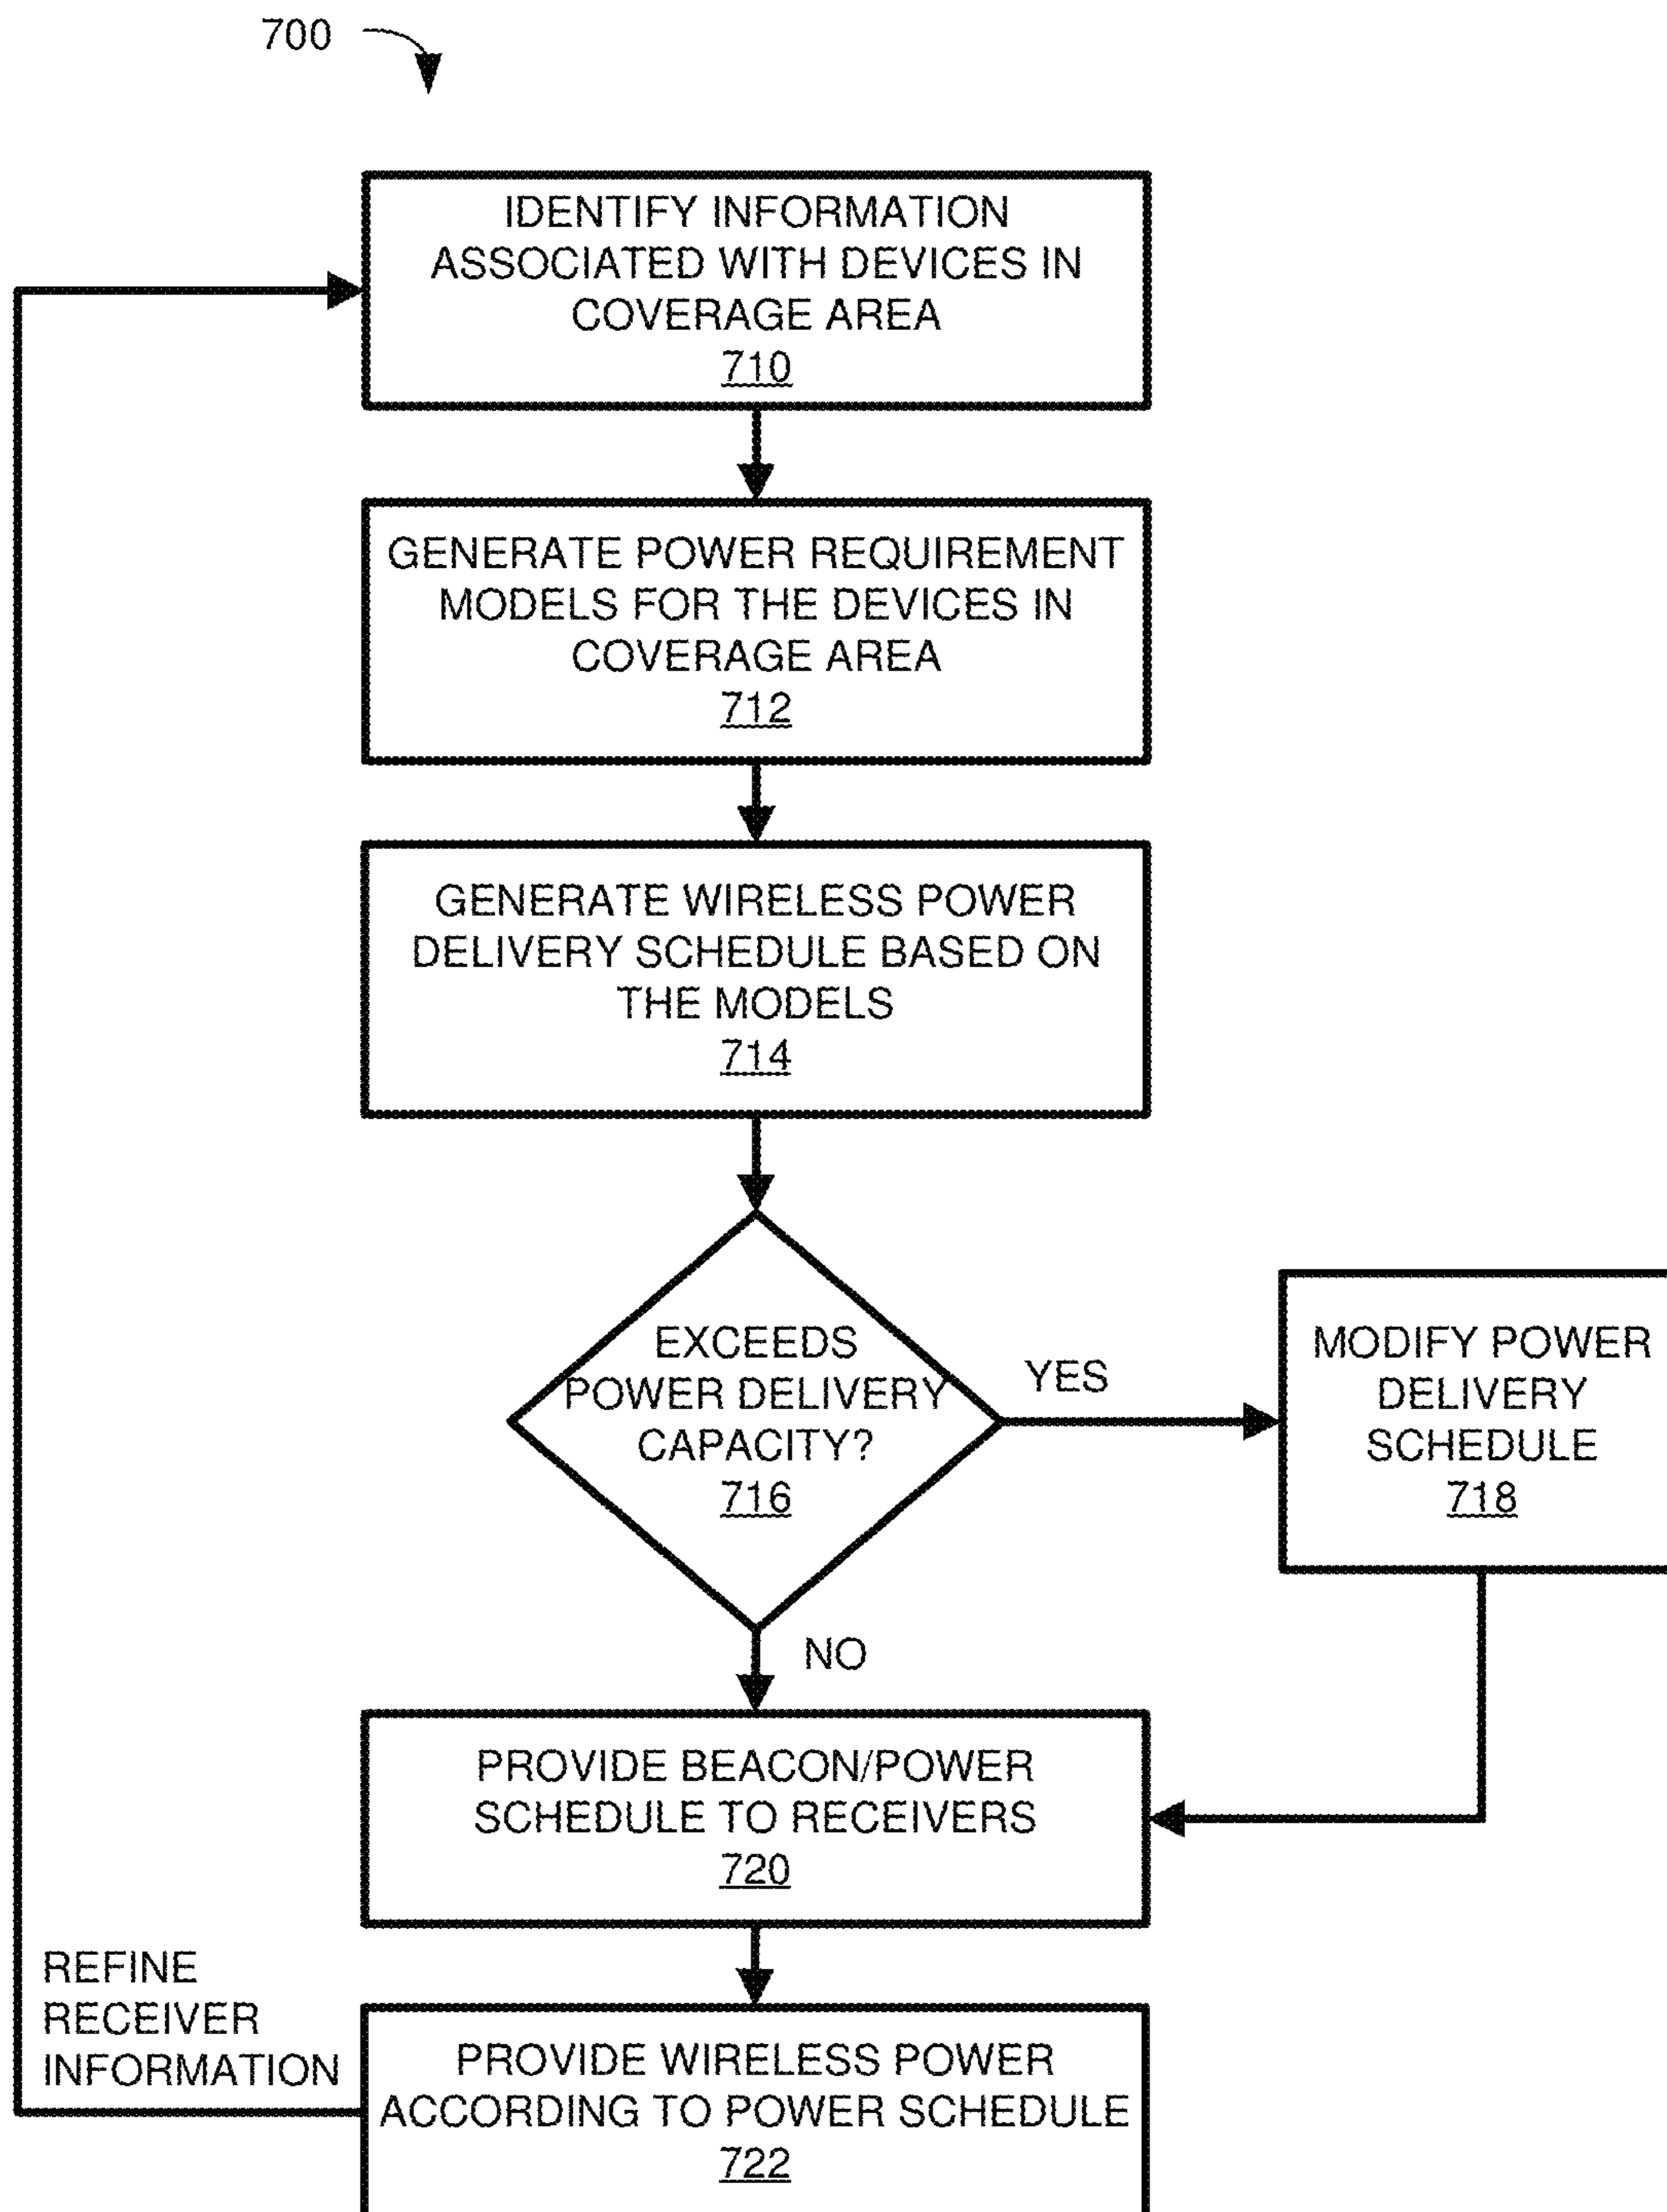 700
IDENTIFY INFORMATION
ASSOCIATED WITH DEVICES IN
COVERAGE AREA
710
GENERATE POWER REQUIREMENT
MODELS FOR THE DEVICES IN
COVERAGE AREA
712
GENERATE WIRELESS POWER
DELIVERY SCHEDULE BASED ON
THE MODELS
714
EXCEEDS
POWER DELIVERY
CAPACITY?
716
YES
MODIFY POWER
DELIVERY
SCHEDULE
718
NO
PROVIDE BEACON/POWER
SCHEDULE TO RECEIVERS
720
REFINE
RECEIVER
INFORMATION
PROVIDE WIRELESS POWER
ACCORDING TO POWER SCHEDULE
722